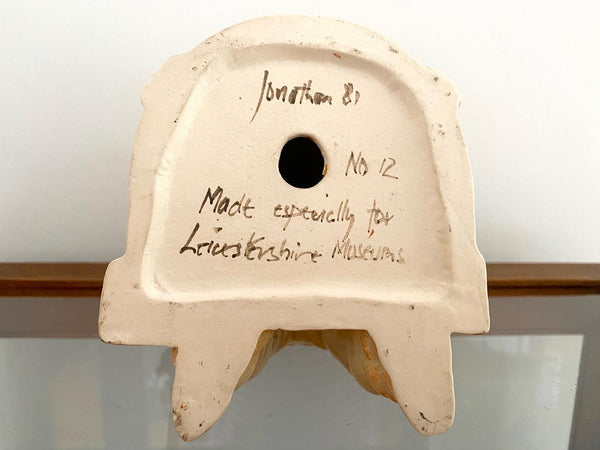 Jonathan 81
No 12
Made especially for
Leicestershire Museums